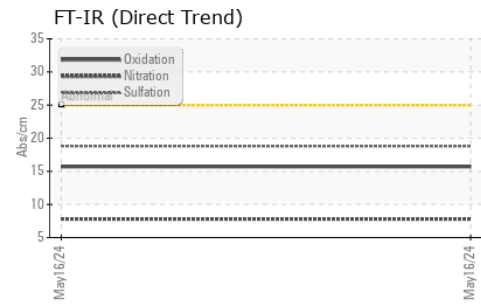 FT-IR (Direct Trend)
35
30
25
20
15
10
5
Abs/cm
Oxidation
Nitration
Sulfation
Abnormal
May16/24
May16/24